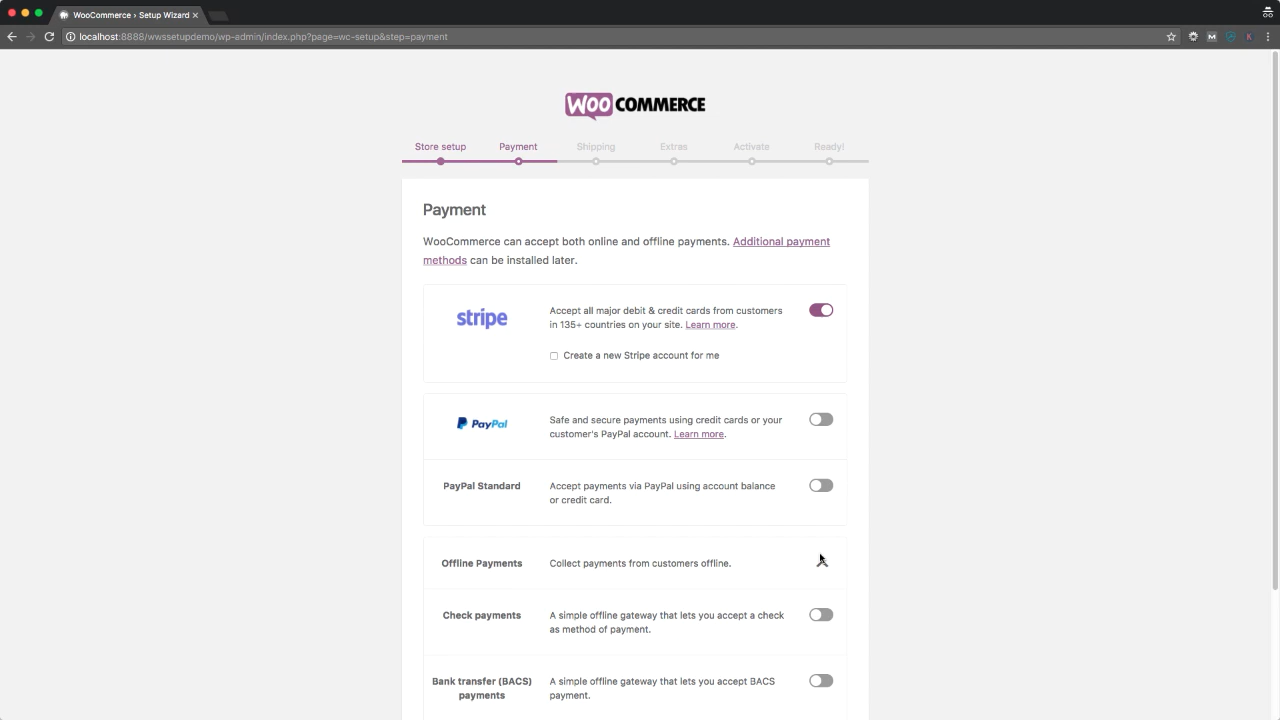 WooCommerce › Setup Wizard
localhost:8888/wwssetupdemo/wp-admin/index.php?page=wc-setup&step=payment
WOO COMMERCE
Store setup Payment Shipping Extras Activate Ready!
Payment
WooCommerce can accept both online and offline payments. Additional payment
methods can be installed later.
stripe
Accept all major debit & credit cards from customers
in 135+ countries on your site. Learn more.
Create a new Stripe account for me
PayPal
Safe and secure payments using credit cards or your
customer's PayPal account. Learn more.
PayPal Standard
Accept payments via PayPal using account balance
or credit card.
Offline Payments
Collect payments from customers offline.
Check payments
A simple offline gateway that lets you accept a check
as method of payment.
Bank transfer (BACS)
payments
A simple offline gateway that lets you accept BACS
payment.